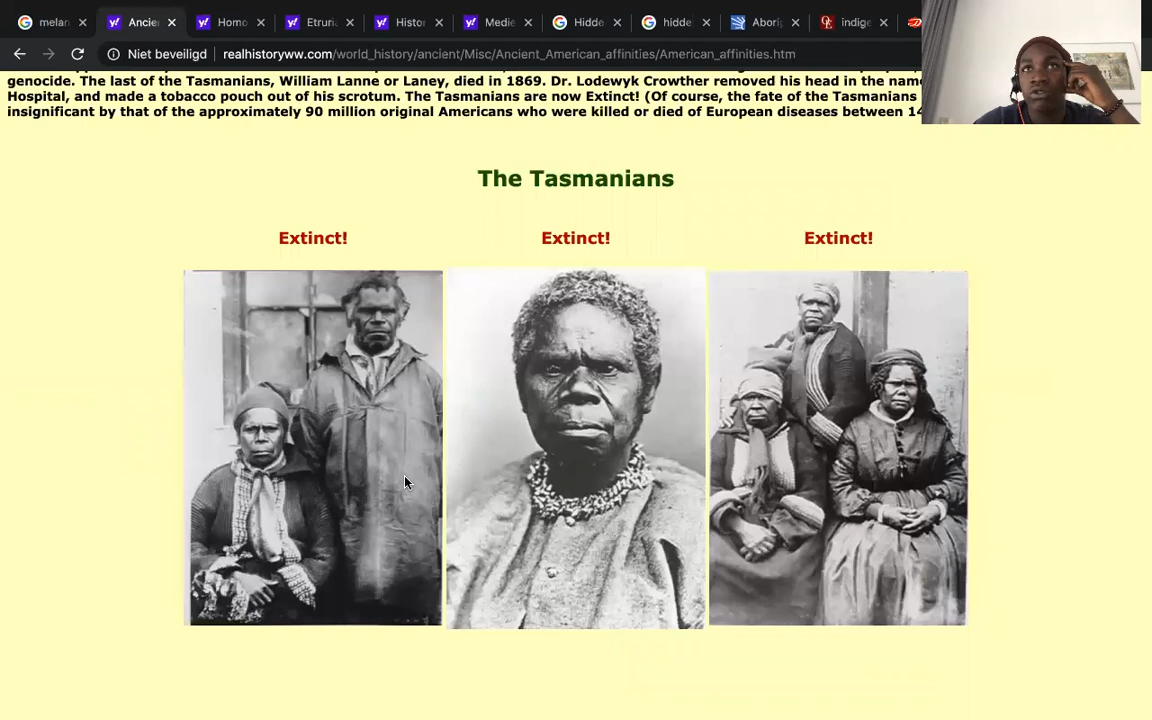 melan
Ancien
Homo
Etruria
Histor
Medie
Hidde
hidde
Abori
indige
Niet beveiligd
realhistoryww.com/world_history/ancient/Misc/Ancient_American_affinities/American_affinities.htm
genocide. The last of the Tasmanians, William Lanne or Laney, died in 1869. Dr. Lodewyk Crowther removed his head in the name
Hospital, and made a tobacco pouch out of his scrotum. The Tasmanians are now Extinct! (Of course, the fate of the Tasmanians
insignificant by that of the approximately 90 million original Americans who were killed or died of European diseases between 14
The Tasmanians
Extinct!
Extinct!
Extinct!